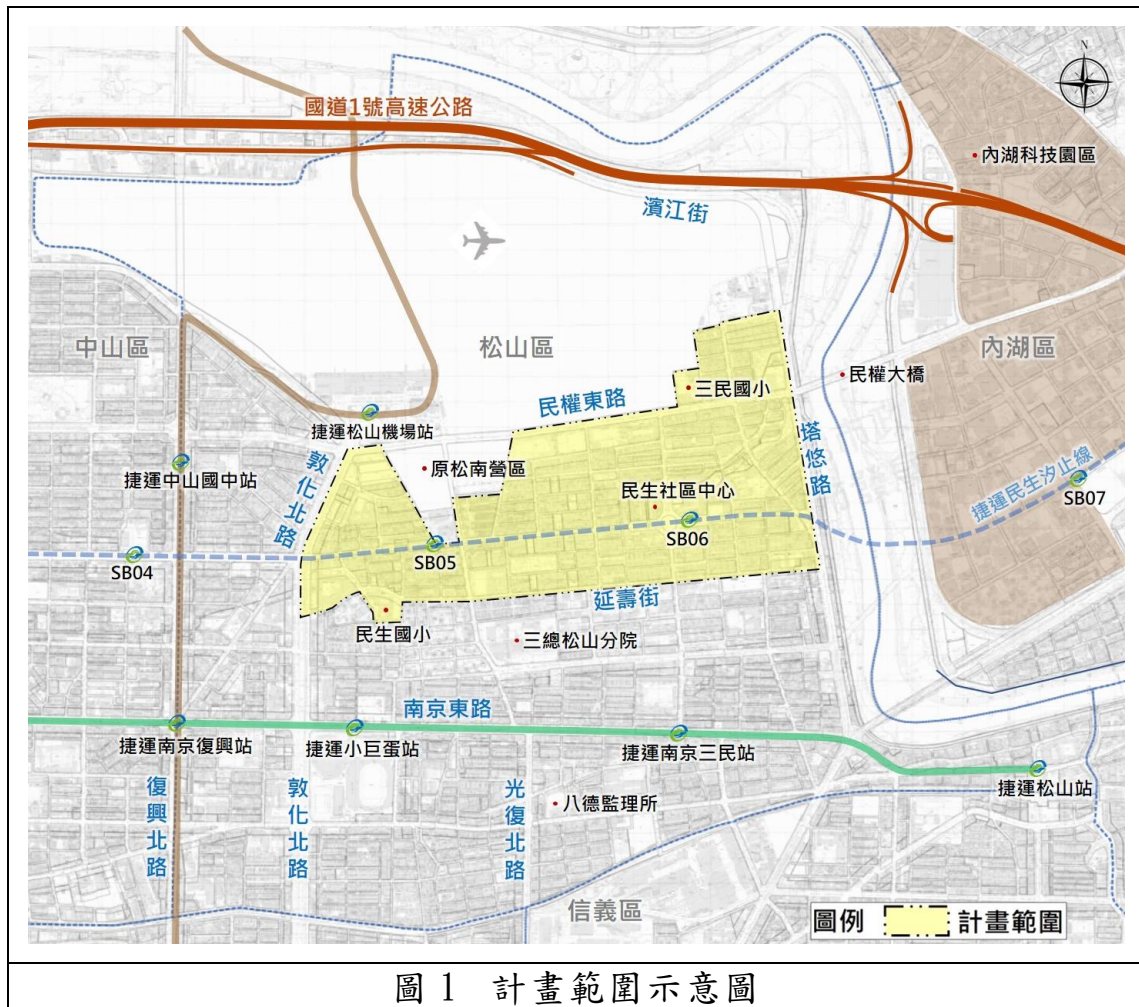 N
國道1號高速公路
內湖科技園區
濱江街
中山區
松山區
內湖區
民權大橋
三民國小
民權東路
捷運松山機場站
敦化北路
原松南營區
塔悠路
捷運中山國中站
民生社區中心
捷運民生汐止線
SB07
SB06
SB05
SB04
延壽街
民生國小
三總松山分院
南京東路
捷運南京復興站
捷運小巨蛋站
捷運南京三民站
捷運松山站
復興北路
敦化北路
光復北路
八德監理所
信義區
圖例
計畫範圍
圖 1 計畫範圍示意圖